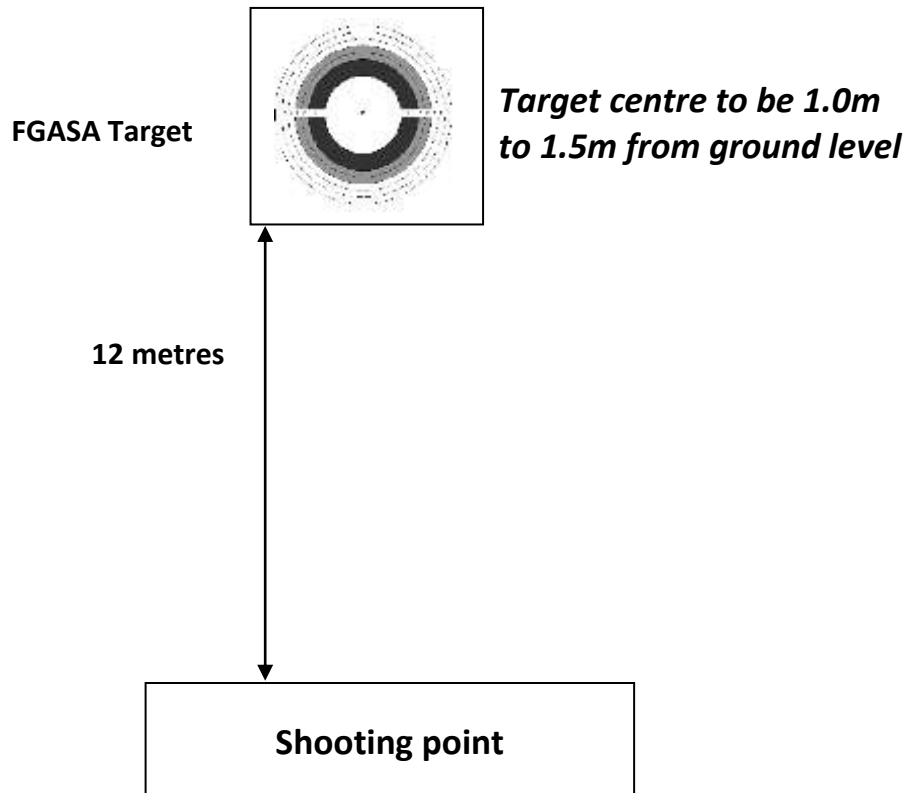 FGASA Target
Target centre to be 1.0m
to 1.5m from ground level
12 metres
Shooting point